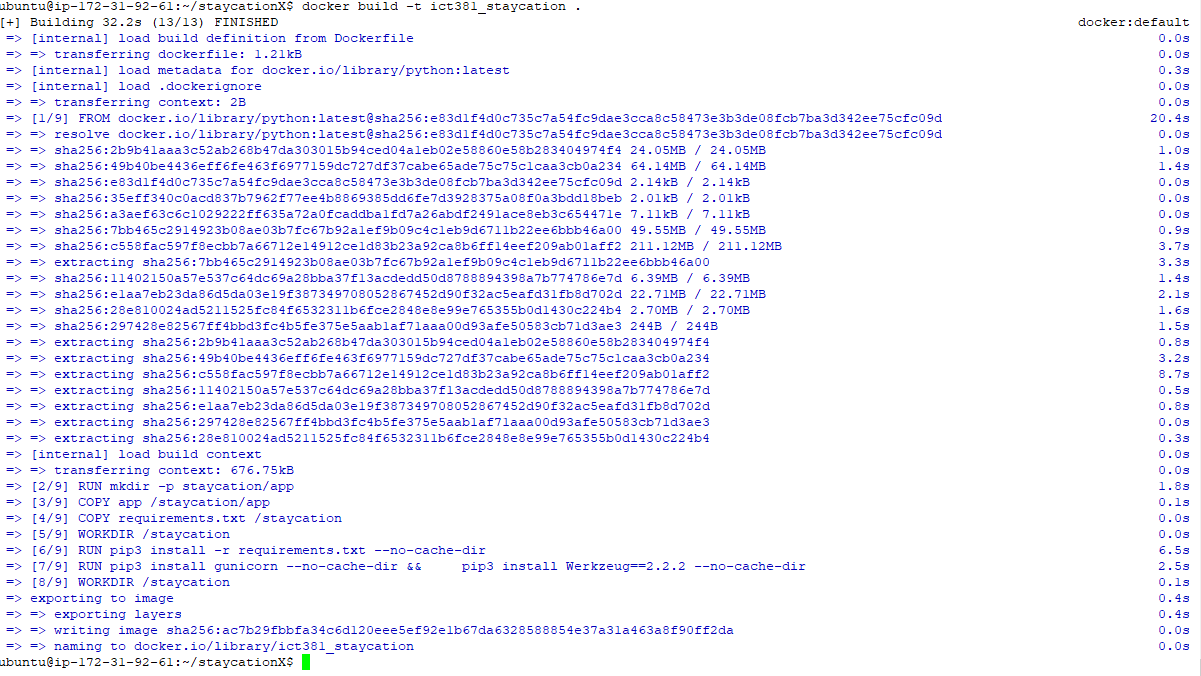 ubuntu@ip-172-31-92-61:~/staycationX$ docker build -t ict381_staycation .
[+] Building 32.2s (13/13) FINISHED docker:default
=> [internal] load build definition from Dockerfile 0.0s
=> => transferring dockerfile: 1.21kB 0.0s
=> [internal] load metadata for docker.io/library/python:latest 0.3s
=> [internal] load .dockerignore 0.0s
=> => transferring context: 2B 0.0s
=> [1/9] FROM docker.io/library/python:latest@sha256:e83d1f4d0c735c7a54fc9dae3cca8c58473e3b3de08fcb7ba3d342ee75cfc09d 20.4s
=> => resolve docker.io/library/python:latest@sha256:e83d1f4d0c735c7a54fc9dae3cca8c58473e3b3de08fcb7ba3d342ee75cfc09d 0.0s
=> => sha256:2b9b41aaa3c52ab268b47da303015b94ced04a1eb02e58860e58b283404974f4 24.05MB / 24.05MB 1.0s
=> => sha256:49b40be4436eff6fe463f6977159dc727df37cabe65ade75c75c1caa3cb0a234 64.14MB / 64.14MB 1.4s
=> => sha256:e83d1f4d0c735c7a54fc9dae3cca8c58473e3b3de08fcb7ba3d342ee75cfc09d 2.14kB / 2.14kB 0.0s
=> => sha256:35eff340c0acd837b7962f77ee4b8869385dd6fe7d3928375a08f0a3bdd18beb 2.01kB / 2.01kB 0.0s
=> => sha256:a3aef63c6c1029222ff635a72a0fcaddba1fd7a26abdf2491ace8eb3c654471e 7.11kB / 7.11kB 0.0s
=> => sha256:7bb465c2914923b08ae03b7fc67b92a1ef9b09c4c1eb9d6711b22ee6bbb46a00 49.55MB / 49.55MB 0.9s
=> => sha256:c558fac597f8ecbb7a66712e14912ce1d83b23a92ca8b6ff14eef209ab01aff2 211.12MB / 211.12MB 3.7s
=> => extracting sha256:7bb465c2914923b08ae03b7fc67b92a1ef9b09c4c1eb9d6711b22ee6bbb46a00 3.3s
=> => sha256:11402150a57e537c64dc69a28bba37f13acdedd50d8788894398a7b774786e7d 6.39MB / 6.39MB 1.4s
=> => sha256:e1aa7eb23da86d5da03e19f387349708052867452d90f32ac5eafd31fb8d702d 22.71MB / 22.71MB 2.1s
=> => sha256:28e810024ad5211525fc84f6532311b6fce2848e8e99e765355b0d1430c224b4 2.70MB / 2.70MB 1.6s
=> => sha256:297428e82567ff4bbd3fc4b5fe375e5aab1af71aaa00d93afe50583cb71d3ae3 244B / 244B 1.5s
=> => extracting sha256:2b9b41aaa3c52ab268b47da303015b94ced04a1eb02e58860e58b283404974f4 0.8s
=> => extracting sha256:49b40be4436eff6fe463f6977159dc727df37cabe65ade75c75c1caa3cb0a234 3.2s
=> => extracting sha256:c558fac597f8ecbb7a66712e14912ce1d83b23a92ca8b6ff14eef209ab01aff2 8.7s
=> => extracting sha256:11402150a57e537c64dc69a28bba37f13acdedd50d8788894398a7b774786e7d 0.5s
=> => extracting sha256:e1aa7eb23da86d5da03e19f387349708052867452d90f32ac5eafd31fb8d702d 0.8s
=> => extracting sha256:297428e82567ff4bbd3fc4b5fe375e5aab1af71aaa00d93afe50583cb71d3ae3 0.0s
=> => extracting sha256:28e810024ad5211525fc84f6532311b6fce2848e8e99e765355b0d1430c224b4 0.3s
=> [internal] load build context 0.0s
=> => transferring context: 676.75kB 0.0s
=> [2/9] RUN mkdir -p staycation/app 1.8s
=> [3/9] COPY app /staycation/app 0.1s
=> [4/9] COPY requirements.txt /staycation 0.0s
=> [5/9] WORKDIR /staycation 0.0s
=> [6/9] RUN pip3 install -r requirements.txt --no-cache-dir 6.5s
=> [7/9] RUN pip3 install gunicorn --no-cache-dir &&     pip3 install Werkzeug==2.2.2 --no-cache-dir 2.5s
=> [8/9] WORKDIR /staycation 0.1s
=> exporting to image 0.4s
=> => exporting layers 0.4s
=> => writing image sha256:ac7b29fbbfa34c6d120eee5ef92e1b67da6328588854e37a31a463a8f90ff2da 0.0s
=> => naming to docker.io/library/ict381_staycation 0.0s
ubuntu@ip-172-31-92-61:~/staycationX$